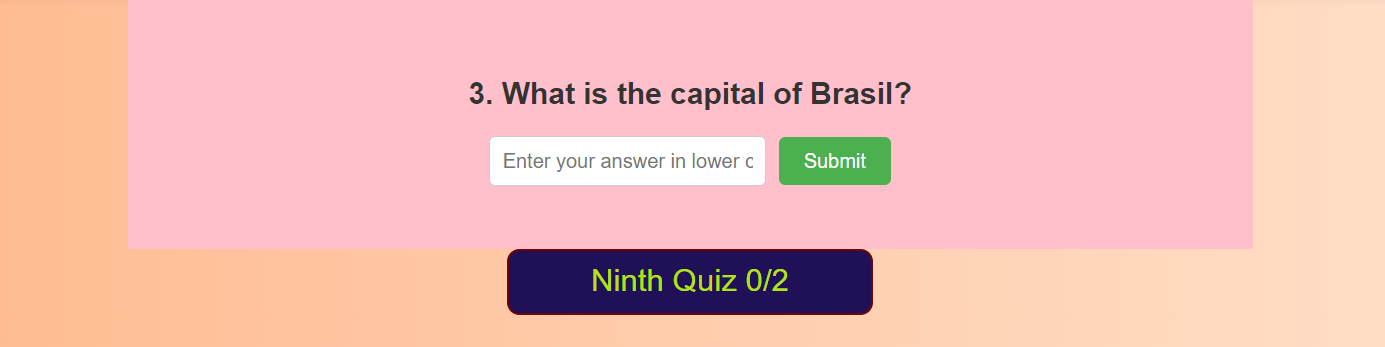 3. What is the capital of Brasil?
Enter your answer in lower c
Submit
Ninth Quiz 0/2